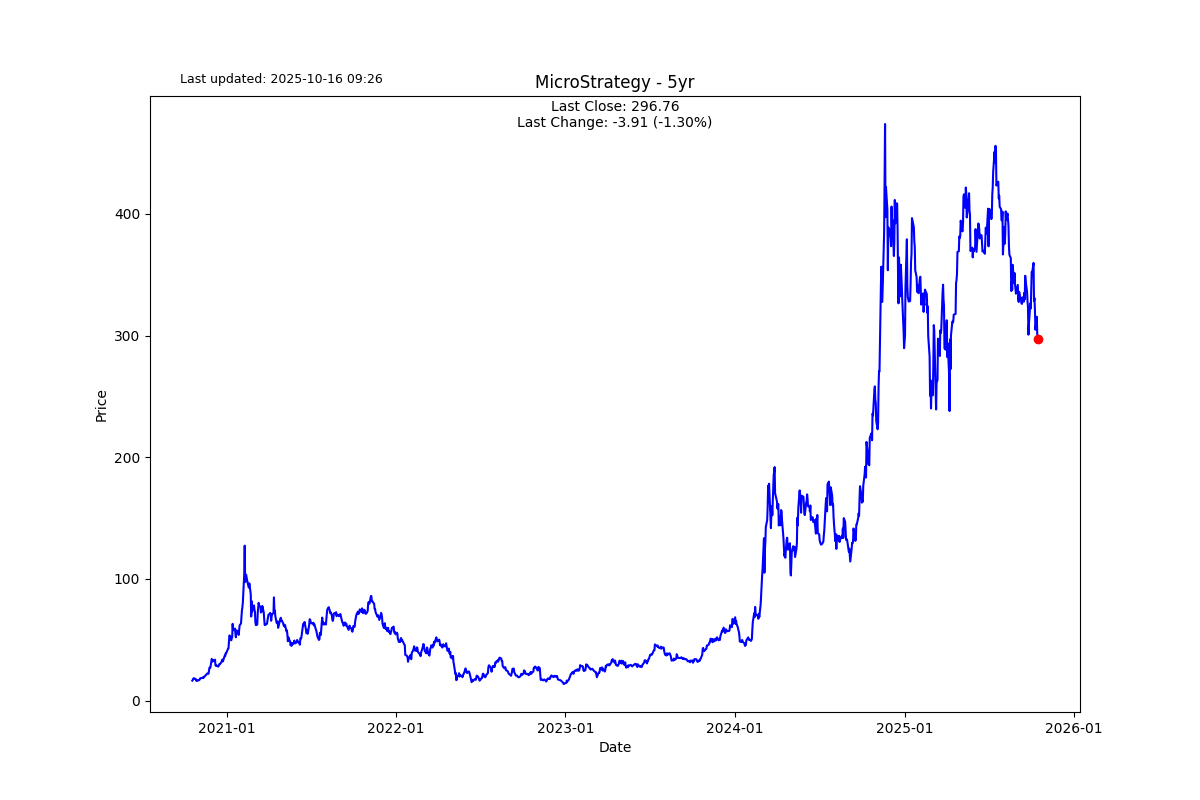 Last updated: 2025-10-16 09:26
MicroStrategy - 5yr
Last Close: 296.76
Last Change: -3.91 (-1.30%)
400
300
200
100
0
Price
2021-01
2022-01
2023-01
2024-01
2025-01
2026-01
Date